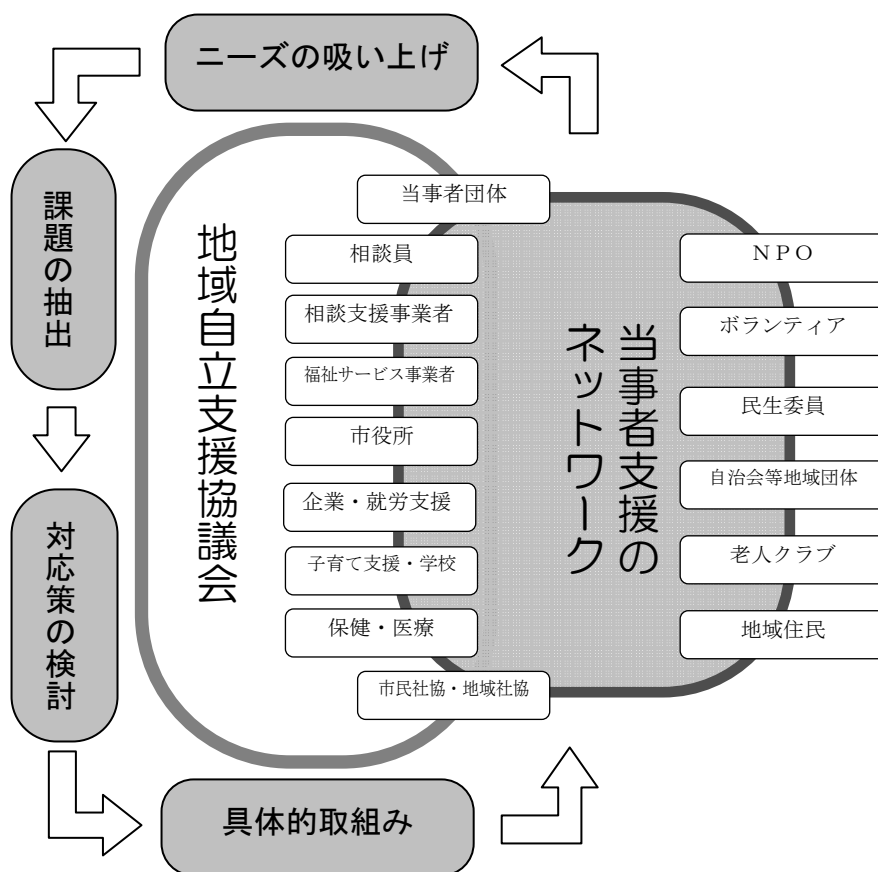 ニーズの吸い上げ
課題の抽出
対応策の検討
具体的取組み
地域自立支援協議会
当事者団体
相談員
相談支援事業者
福祉サービス事業者
市役所
企業・就労支援
子育て支援・学校
保健・医療
市民社協・地域社協
当事者支援の
ネットワーク
ＮＰＯ
ボランティア
民生委員
自治会等地域団体
老人クラブ
地域住民